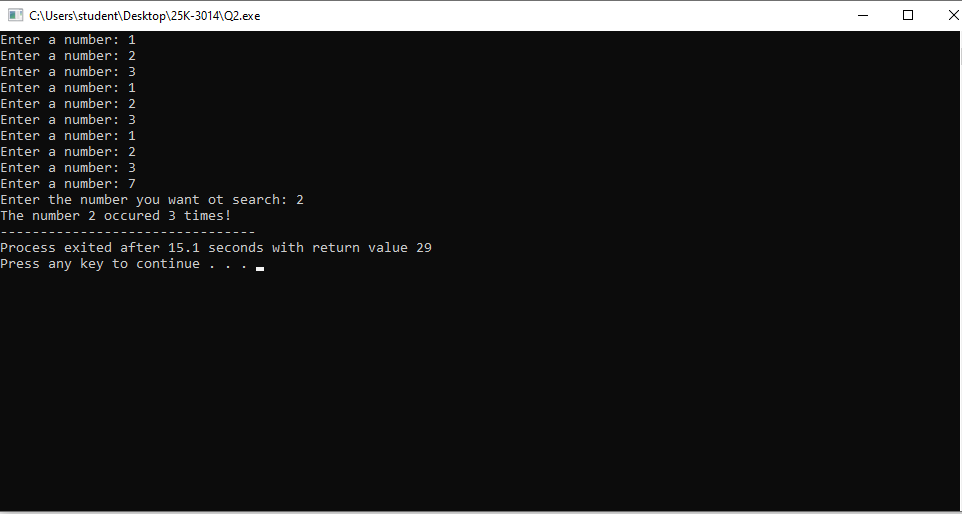 C:\Users\student\Desktop\25K-3014\Q2.exe
Enter a number: 1
Enter a number: 2
Enter a number: 3
Enter a number: 1
Enter a number: 2
Enter a number: 3
Enter a number: 1
Enter a number: 2
Enter a number: 3
Enter a number: 7
Enter the number you want ot search: 2
The number 2 occured 3 times!
--------------------------------
Process exited after 15.1 seconds with return value 29
Press any key to continue . . .